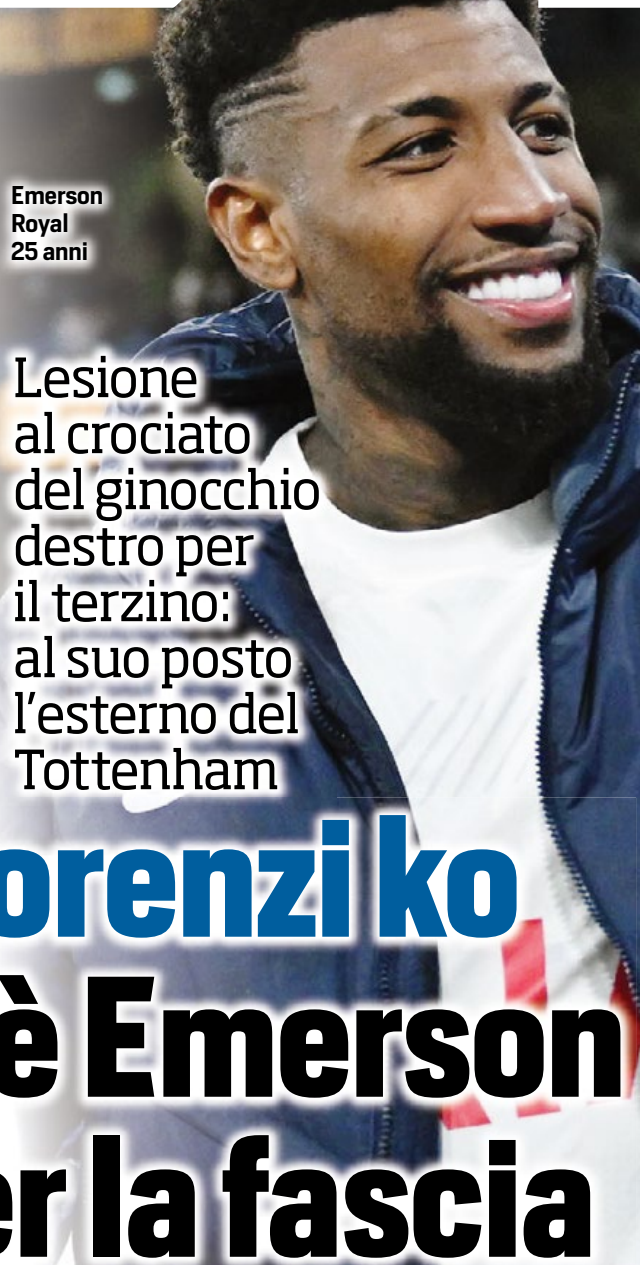 Emerson
Royal
25 anni
Lesione
al crociato
del ginocchio
destro per
il terzino:
al suo posto
l'esterno del
Tottenham
orenzi ko
è Emerson
er la fascia